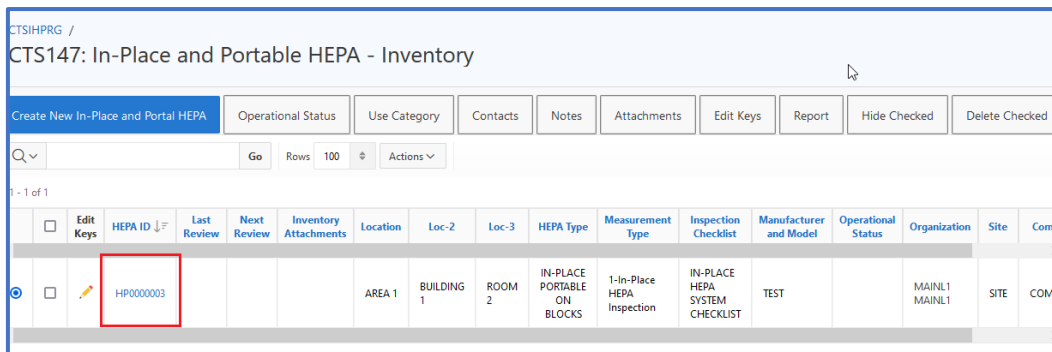 CTSIHPRG /
CTS147: In-Place and Portable HEPA - Inventory
Create New In-Place and Portal HEPA Operational Status Use Category Contacts Notes Attachments Edit Keys Report Hide Checked Delete Checked
Go Rows 100 Actions
1 - 1 of 1
Edit Keys HEPA ID Last Review Next Review Inventory Attachments Location Loc-2 Loc-3 HEPA Type Measurement Type Inspection Checklist Manufacturer and Model Operational Status Organization Site Com
HP0000003 AREA 1 BUILDING 1 ROOM 2 IN-PLACE PORTABLE ON BLOCKS 1-In-Place HEPA Inspection IN-PLACE HEPA SYSTEM CHECKLIST TEST MAINL1 MAINL1 SITE COM